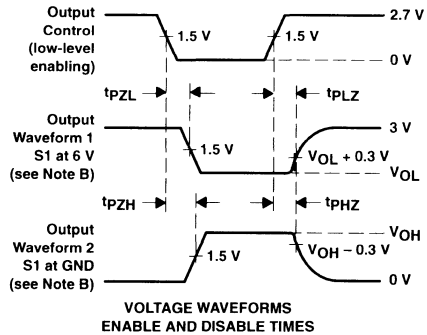 Output
Control
(low-level
enabling)
1.5 V
1.5 V
2.7 V
0 V
tPZL
tPLZ
Output
Waveform 1
S1 at 6 V
(see Note B)
1.5 V
3 V
VOL + 0.3 V
VOL
tPZH
tPHZ
Output
Waveform 2
S1 at GND
(see Note B)
1.5 V
VOH
VOH − 0.3 V
0 V
VOLTAGE WAVEFORMS
ENABLE AND DISABLE TIMES